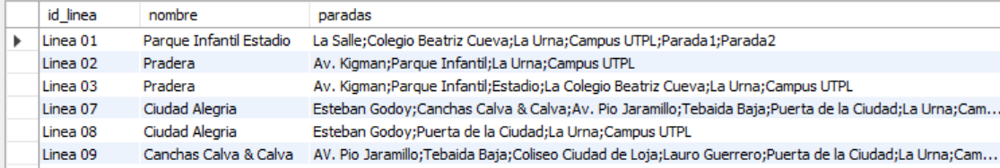 id_linea nombre paradas
Linea 01 Parque Infantil Estadio La Salle;Colegio Beatriz Cueva;La Urna;Campus UTPL;Parada1;Parada2
Linea 02 Pradera Av. Kigman;Parque Infantil;La Urna;Campus UTPL
Linea 03 Pradera Av. Kigman;Parque Infantil;Estadio;La Colegio Beatriz Cueva;La Urna;Campus UTPL
Linea 07 Ciudad Alegria Esteban Godoy;Canchas Calva & Calva;Av. Pio Jaramillo;Tebaida Baja;Puerta de la Ciudad;La Urna;Cam...
Linea 08 Ciudad Alegria Esteban Godoy;Puerta de la Ciudad;La Urna;Campus UTPL
Linea 09 Canchas Calva & Calva AV. Pio Jaramillo;Tebaida Baja;Coliseo Ciudad de Loja;Lauro Guerrero;Puerta de la Ciudad;La Urna;Cam...